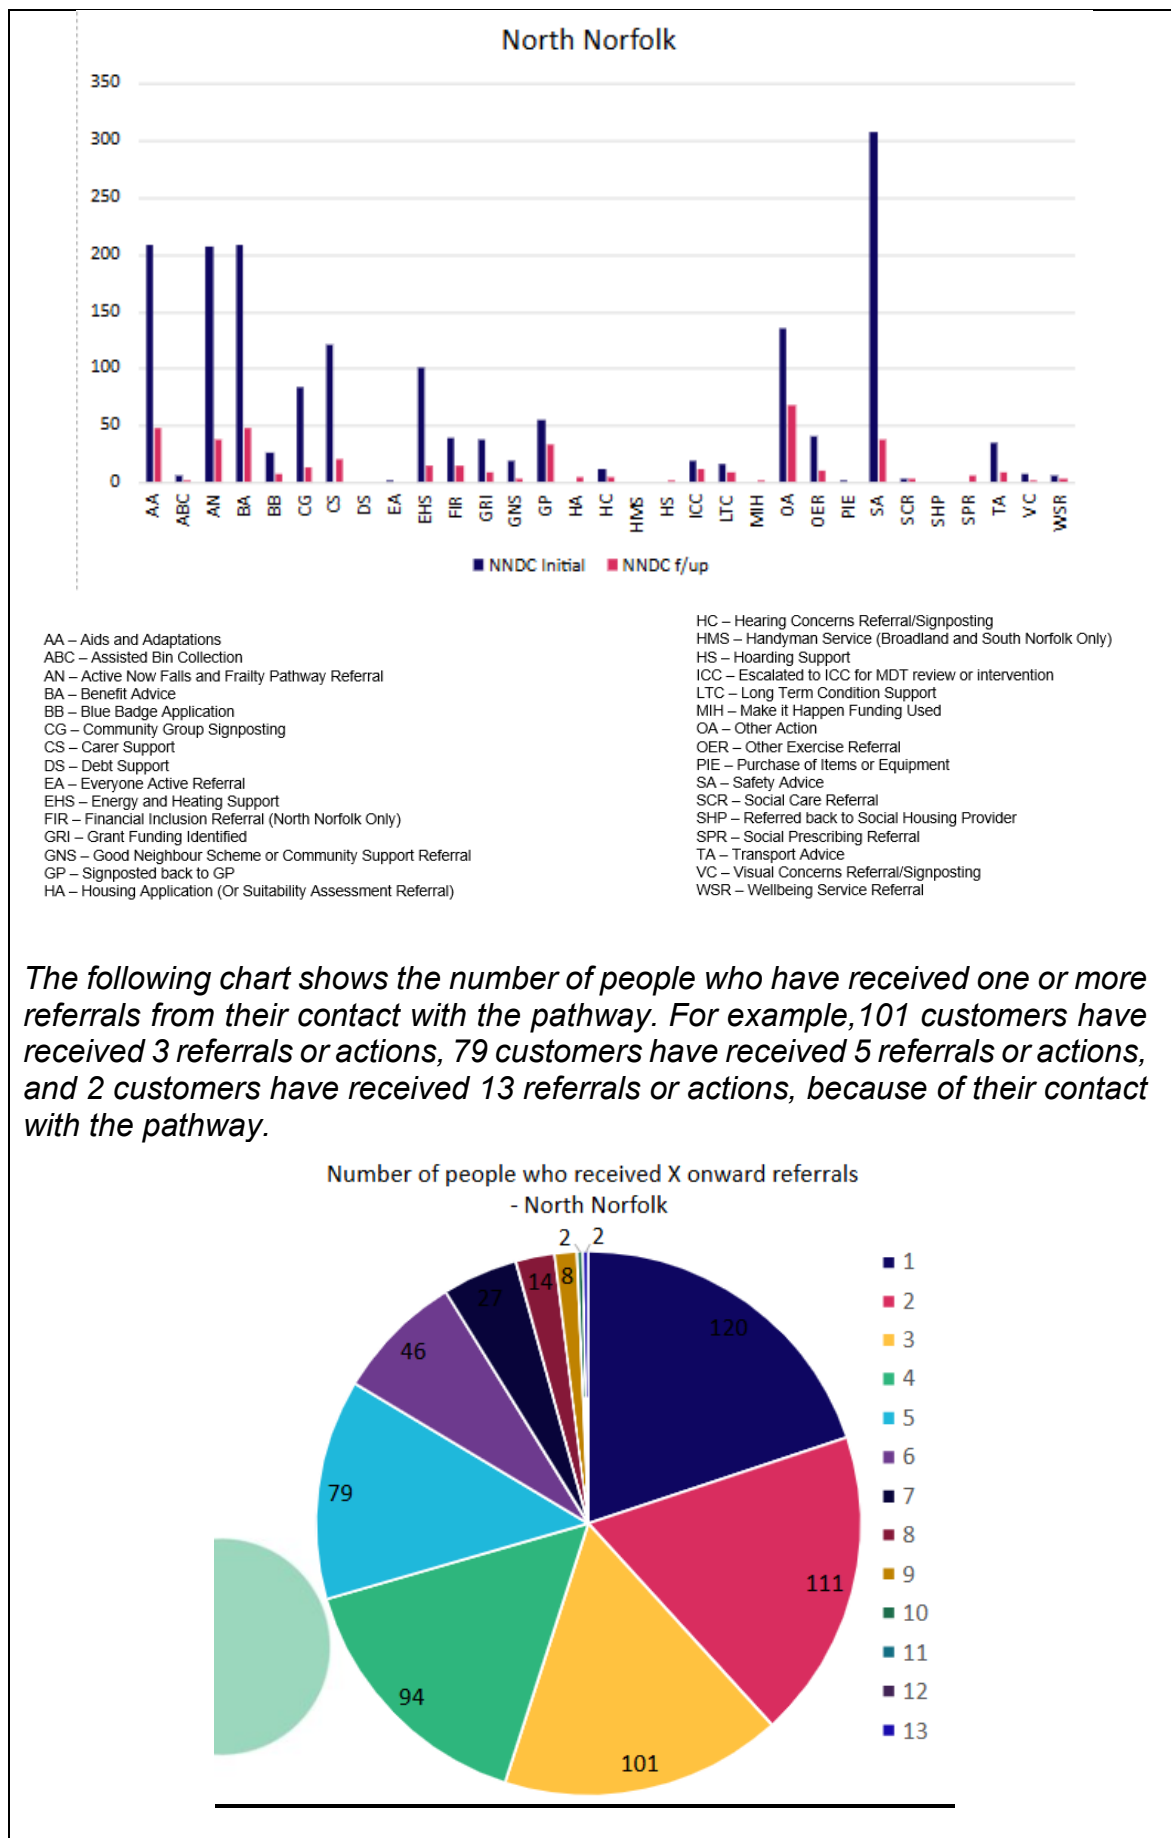 North Norfolk
350
300
250
200
150
100
50
0
AA
ABC
AN
BA
BB
CG
CS
DS
EA
EHS
FIR
GRI
GNS
GP
HA
HC
HMS
HS
ICC
LTC
MIH
OA
OER
PIE
SA
SCR
SHP
SPR
TA
VC
WSR
NNDC Initial NNDC f/up
AA – Aids and Adaptations
ABC – Assisted Bin Collection
AN – Active Now Falls and Frailty Pathway Referral
BA – Benefit Advice
BB – Blue Badge Application
CG – Community Group Signposting
CS – Carer Support
DS – Debt Support
EA – Everyone Active Referral
EHS – Energy and Heating Support
FIR – Financial Inclusion Referral (North Norfolk Only)
GRI – Grant Funding Identified
GNS – Good Neighbour Scheme or Community Support Referral
GP – Signposted back to GP
HA – Housing Application (Or Suitability Assessment Referral)
HC – Hearing Concerns Referral/Signposting
HMS – Handyman Service (Broadland and South Norfolk Only)
HS – Hoarding Support
ICC – Escalated to ICC for MDT review or intervention
LTC – Long Term Condition Support
MIH – Make it Happen Funding Used
OA – Other Action
OER – Other Exercise Referral
PIE – Purchase of Items or Equipment
SA – Safety Advice
SCR – Social Care Referral
SHP – Referred back to Social Housing Provider
SPR – Social Prescribing Referral
TA – Transport Advice
VC – Visual Concerns Referral/Signposting
WSR – Wellbeing Service Referral
The following chart shows the number of people who have received one or more
referrals from their contact with the pathway. For example,101 customers have
received 3 referrals or actions, 79 customers have received 5 referrals or actions,
and 2 customers have received 13 referrals or actions, because of their contact
with the pathway.
Number of people who received X onward referrals
- North Norfolk
2
2
8
14
27
46
79
94
101
111
120
1
2
3
4
5
6
7
8
9
10
11
12
13